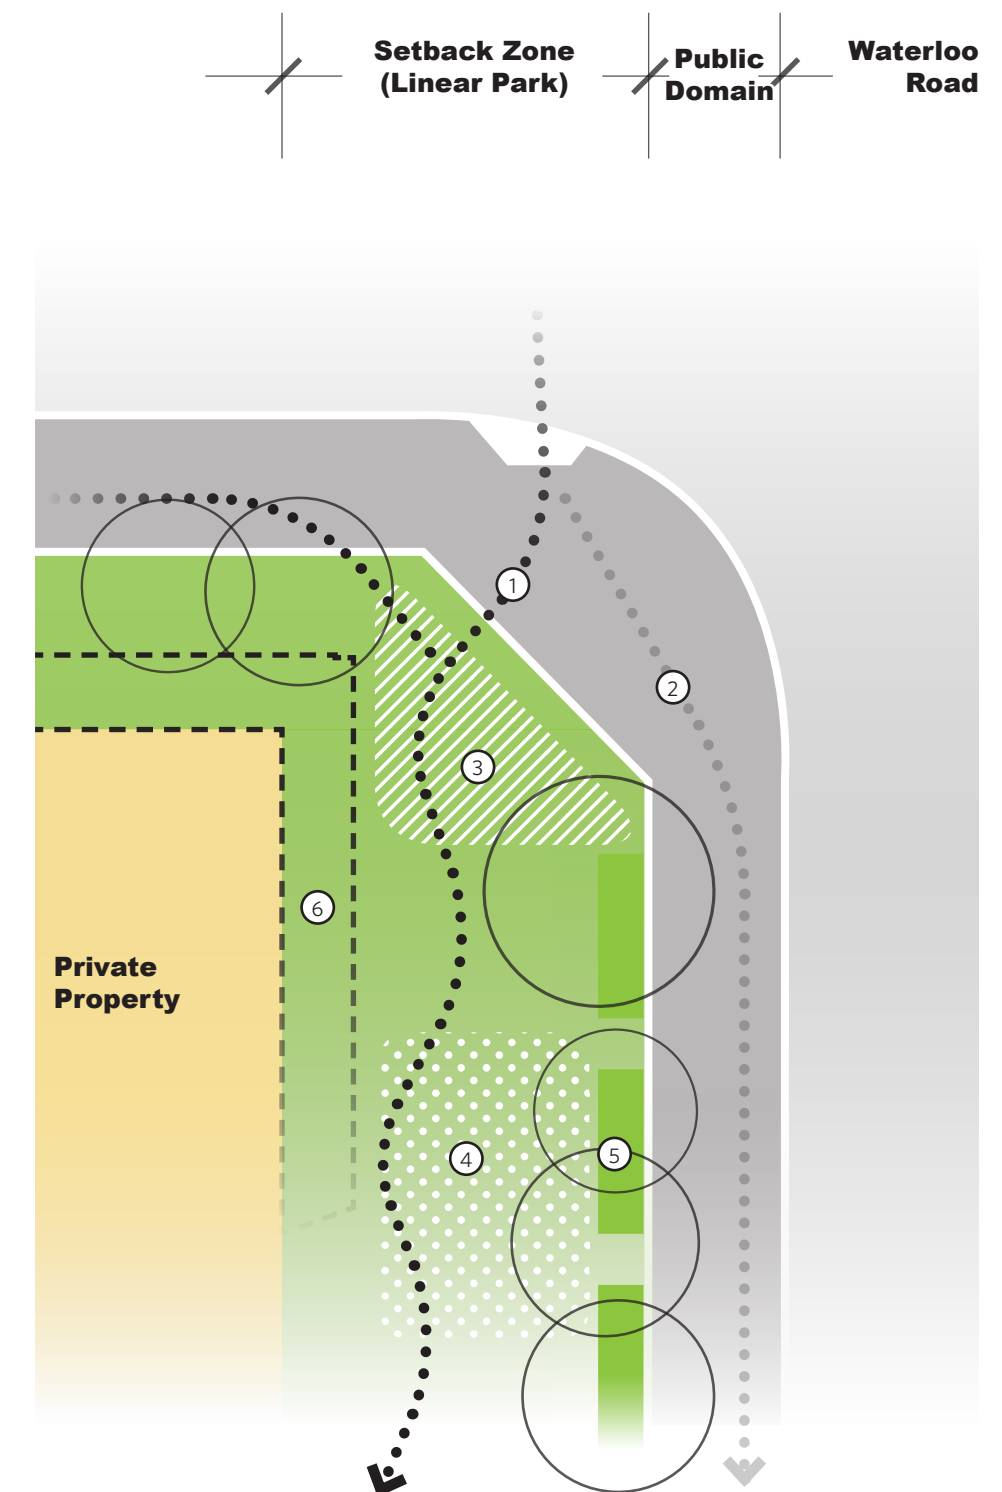 Setback Zone
(Linear Park)
Public
Domain
Waterloo
Road
1
2
3
6
Private
Property
4
5